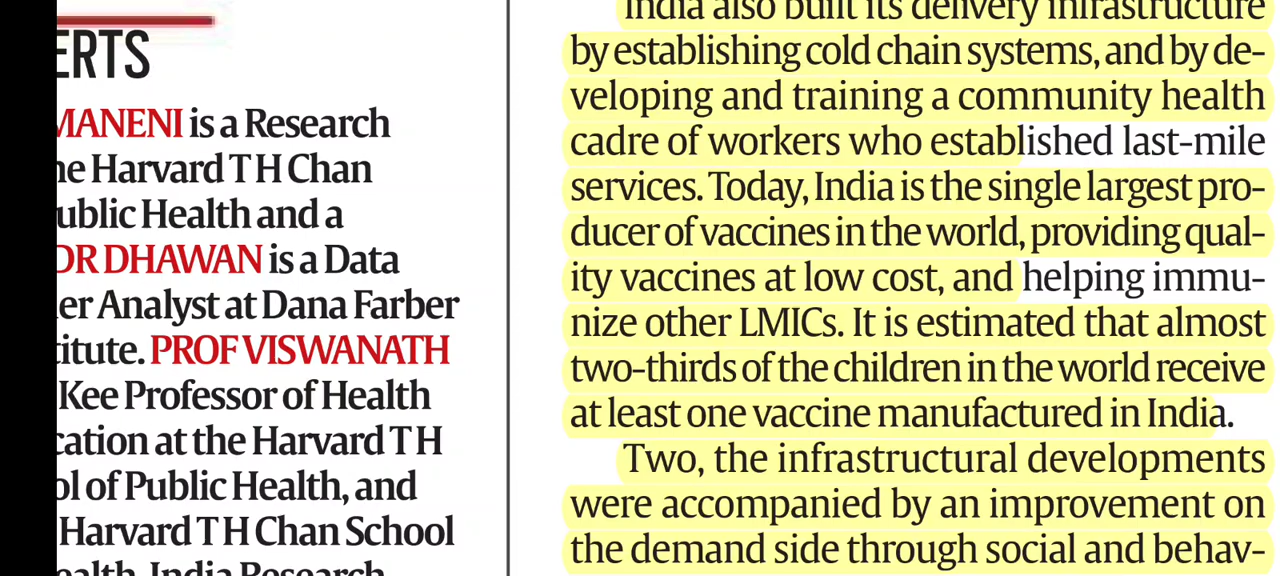 ERTS
MANENI is a Research
he Harvard T H Chan
ublic Health and a
OR DHAWAN is a Data
er Analyst at Dana Farber
titute. PROF VISWANATH
Kee Professor of Health
cation at the Harvard T H
ol of Public Health, and
Harvard T H Chan School
ealth, India Research
India also built its delivery infrastructure
by establishing cold chain systems, and by de-
veloping and training a community health
cadre of workers who established last-mile
services. Today, India is the single largest pro-
ducer of vaccines in the world, providing qual-
ity vaccines at low cost, and helping immu-
nize other LMICs. It is estimated that almost
two-thirds of the children in the world receive
at least one vaccine manufactured in India.
Two, the infrastructural developments
were accompanied by an improvement on
the demand side through social and behav-